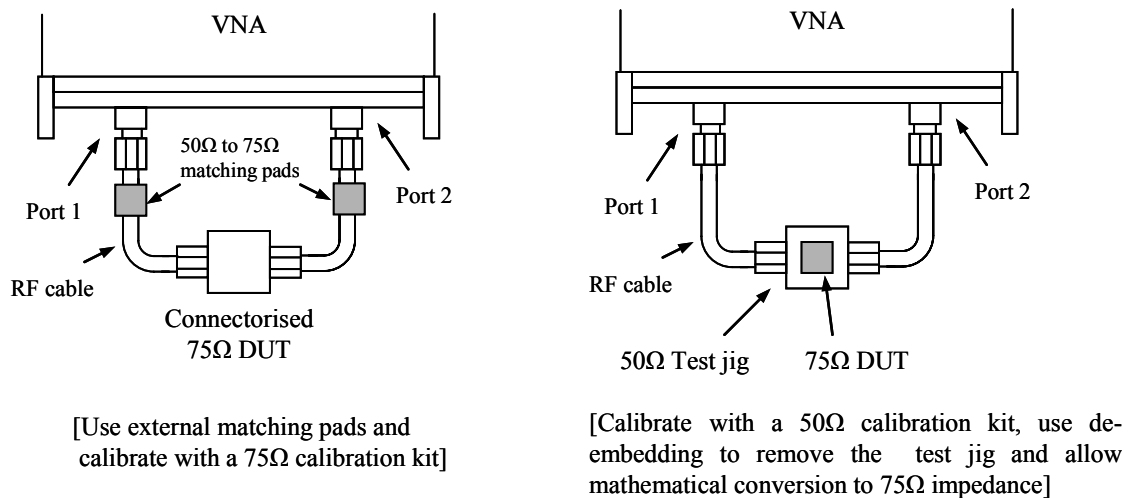 VNA
50Ω to 75Ω
matching pads
Port 1
Port 2
RF cable
Connectorised
75Ω DUT
[Use external matching pads and
calibrate with a 75Ω calibration kit]
VNA
Port 1
Port 2
RF cable
50Ω Test jig
75Ω DUT
[Calibrate with a 50Ω calibration kit, use de-
embedding to remove the test jig and allow
mathematical conversion to 75Ω impedance]